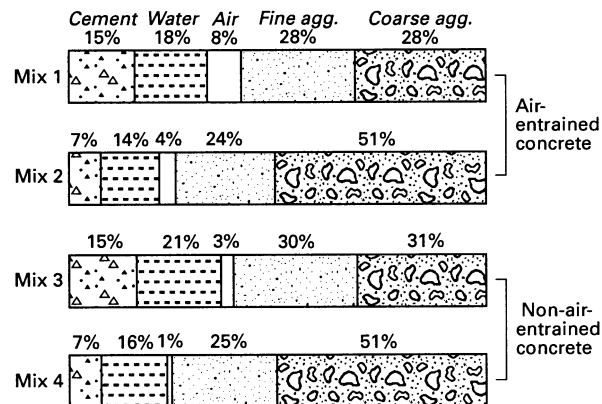 Cement Water Air Fine agg. Coarse agg.
15% 18% 8% 28% 28%
Mix 1
7% 14% 4% 24% 51%
Mix 2
Air-
entrained
concrete
15% 21% 3% 30% 31%
Mix 3
7% 16% 1% 25% 51%
Mix 4
Non-air-
entrained
concrete